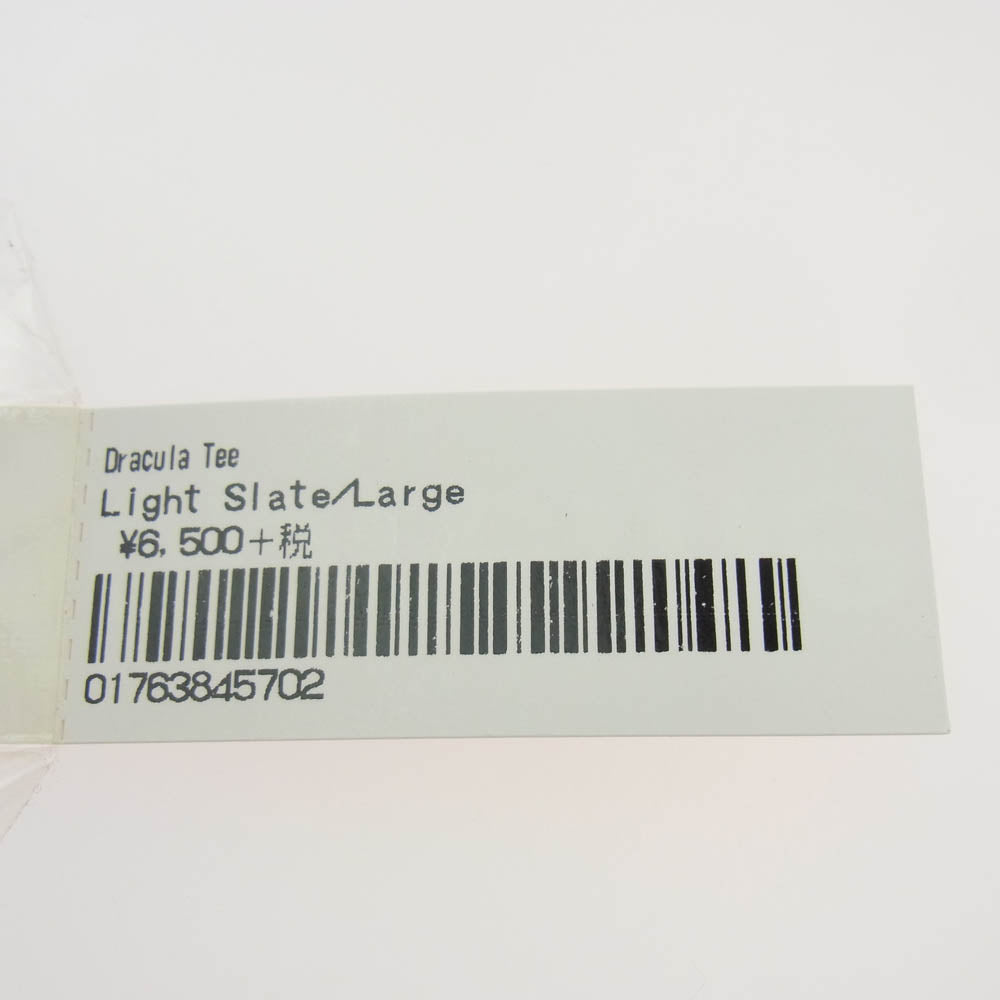 Dracula Tee
Light Slate/Large
¥6,500+税
01763845702